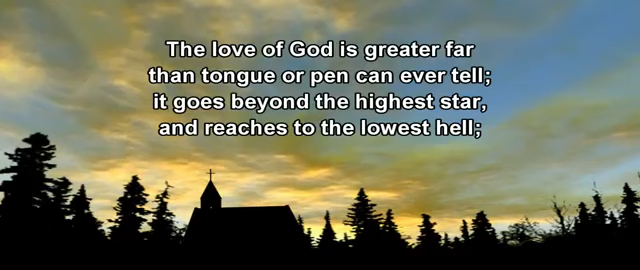 The love of God is greater far
than tongue or pen can ever tell;
it goes beyond the highest star,
and reaches to the lowest hell;